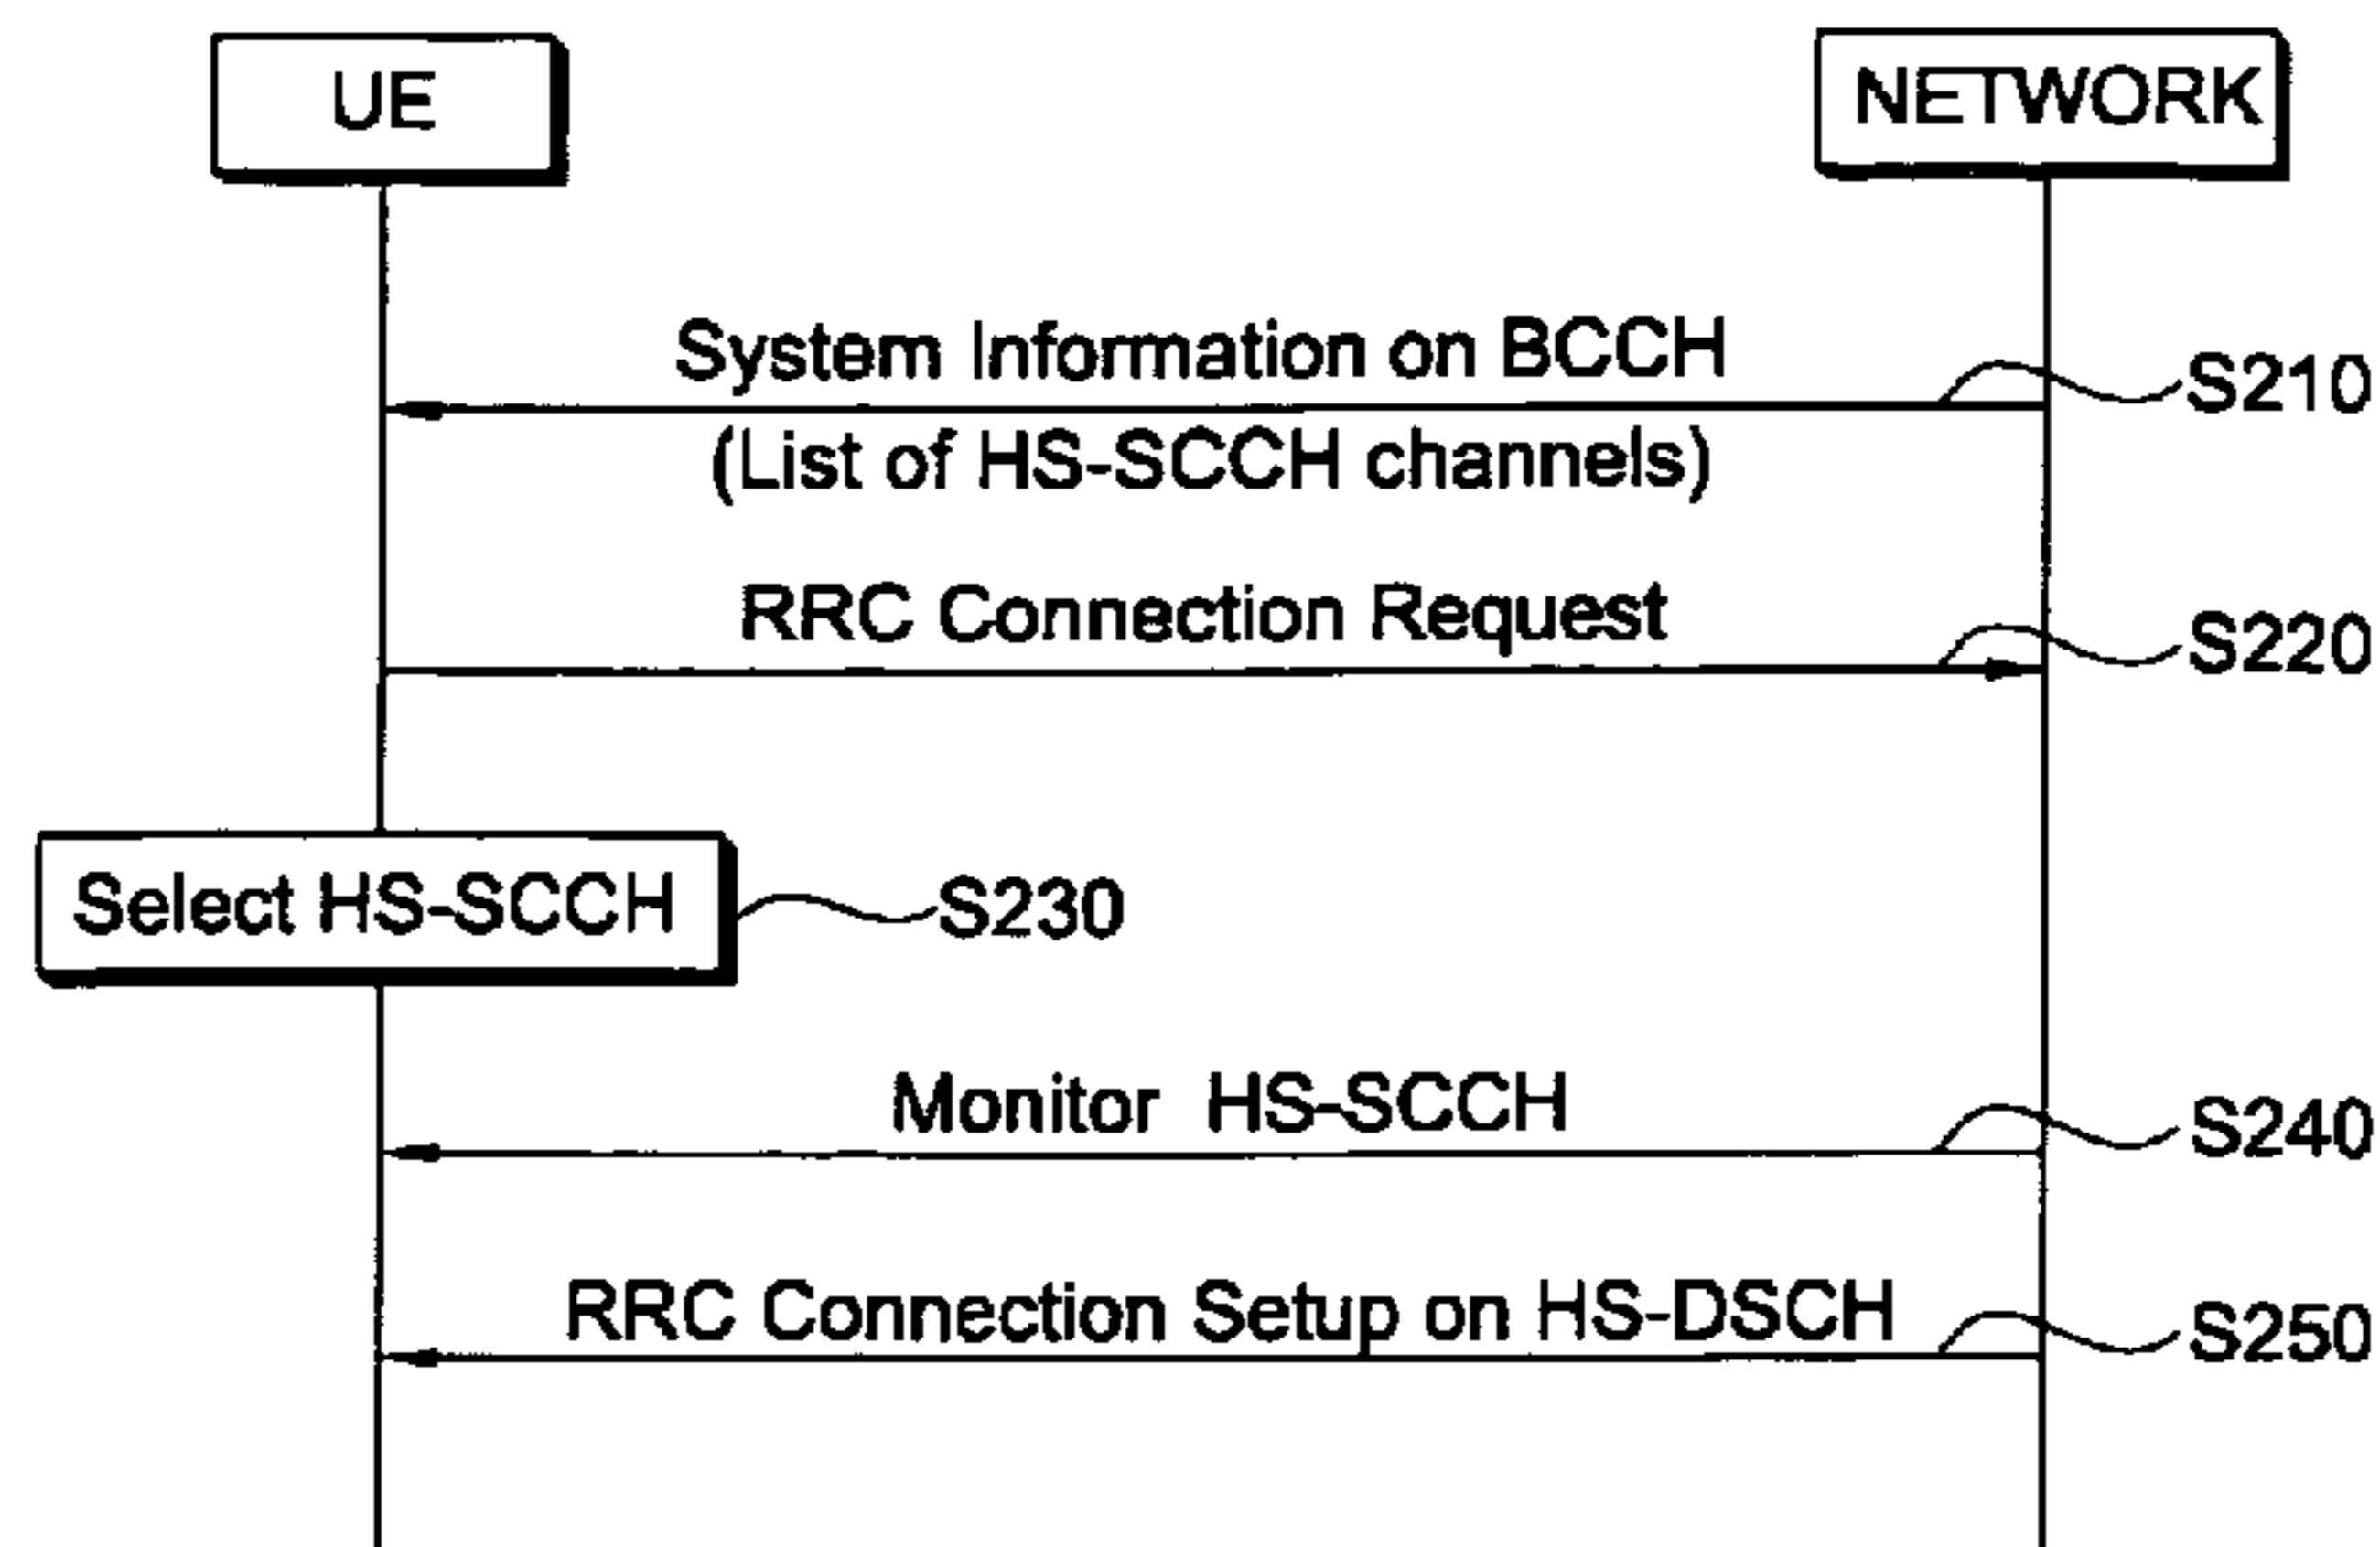 UE
NETWORK
System Information on BCCH
S210
(List of HS-SCCH channels)
RRC Connection Request
S220
Select HS-SCCH
S230
Monitor HS-SCCH
S240
RRC Connection Setup on HS-DSCH
S250